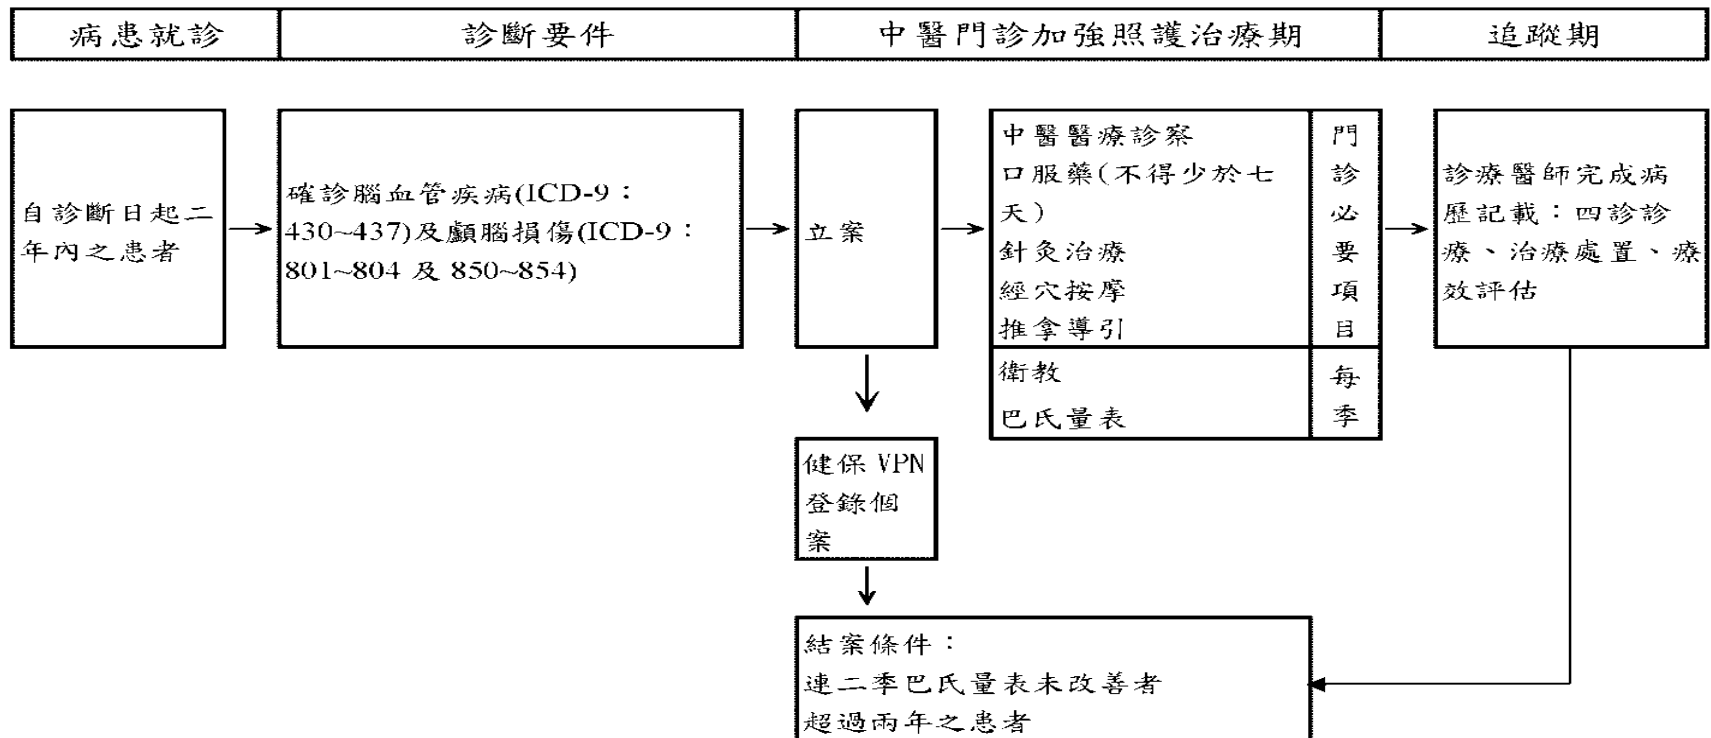 病患就診
診斷要件
中醫門診加強照護治療期
追蹤期
自診斷日起二
年內之患者
確診腦血管疾病(ICD-9：
430~437)及顱腦損傷(ICD-9：
801~804 及 850~854)
立案
中醫醫療診察
口服藥(不得少於七
天)
針灸治療
經穴按摩
推拿導引
門
診
必
要
項
目
衛教
巴氏量表
每
季
診療醫師完成病
歷記載：四診診
療、治療處置、療
效評估
健保 VPN
登錄個
案
結案條件：
連二季巴氏量表未改善者
超過兩年之患者